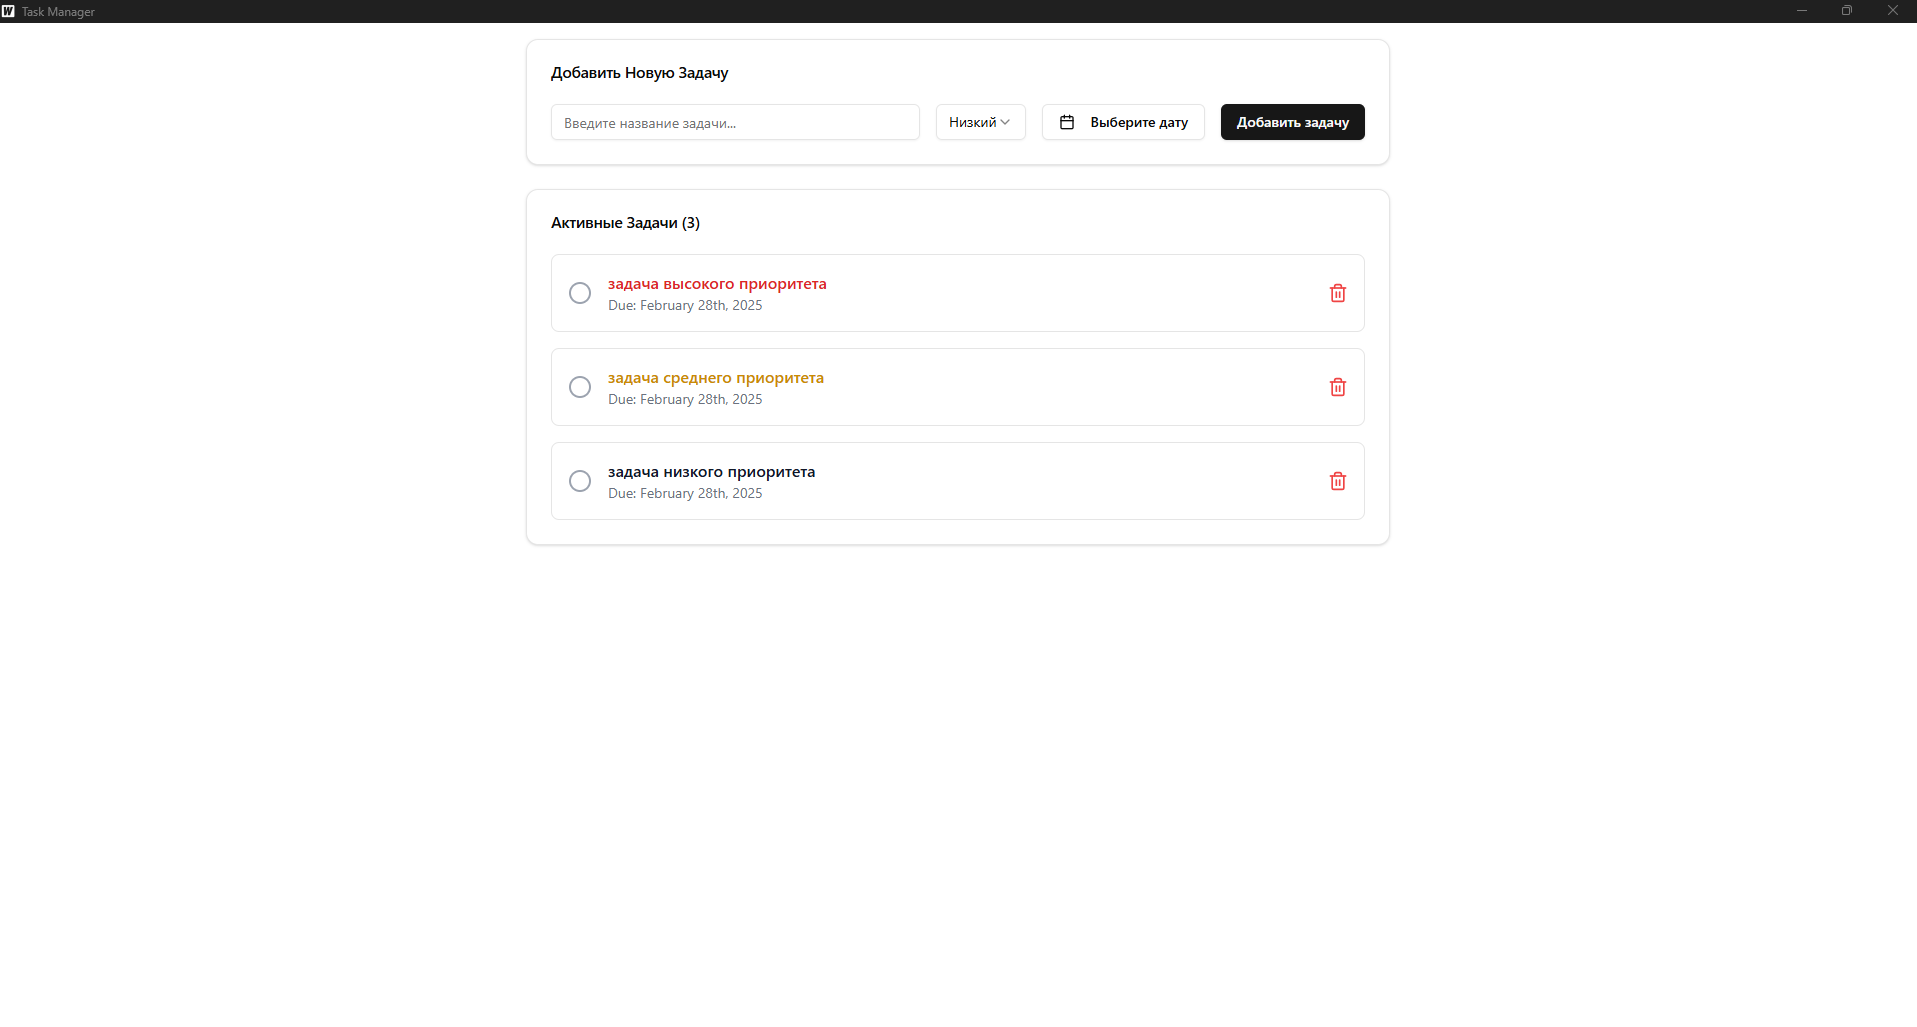 W Task Manager
Добавить Новую Задачу
Введите название задачи... Низкий Выберите дату Добавить задачу
Активные Задачи (3)
задача высокого приоритета
Due: February 28th, 2025
задача среднего приоритета
Due: February 28th, 2025
задача низкого приоритета
Due: February 28th, 2025